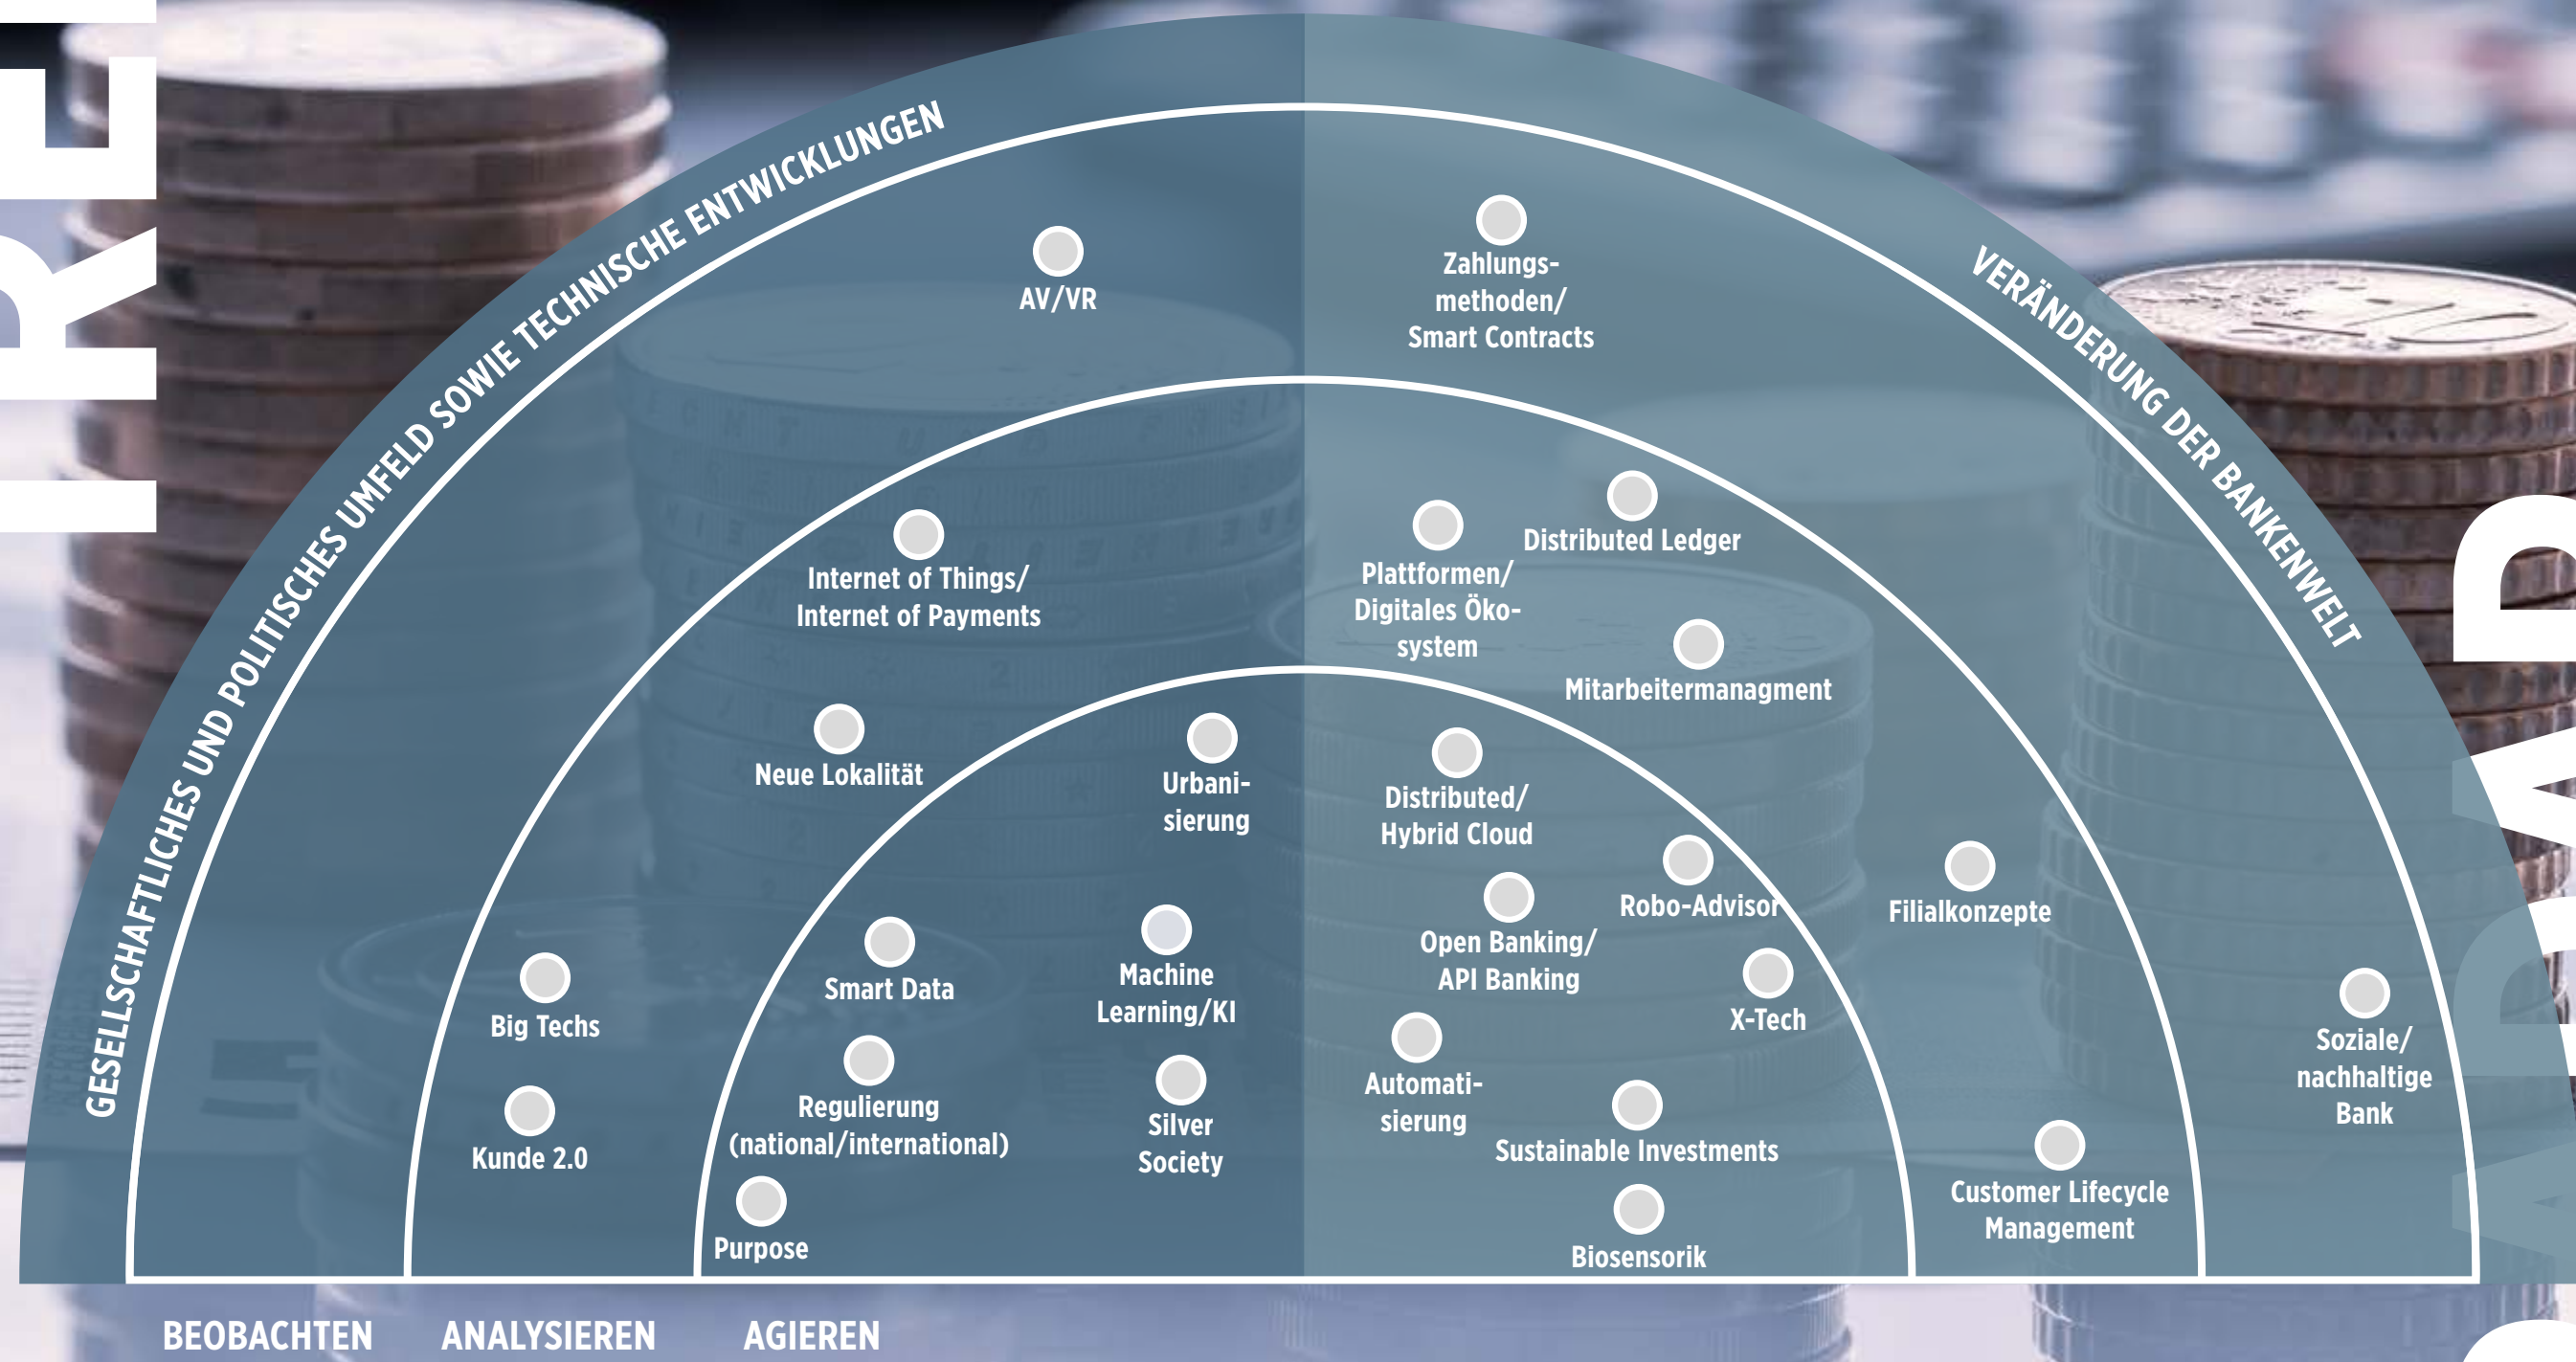 TRE
RADAR
GESELLSCHAFTLICHES UND POLITISCHES UMFELD SOWIE TECHNISCHE ENTWICKLUNGEN
VERÄNDERUNG DER BANKENWELT
AV/VR
Zahlungs-
methoden/
Smart Contracts
Internet of Things/
Internet of Payments
Neue Lokalität
Big Techs
Kunde 2.0
Plattformen/
Digitales Öko-
system
Distributed Ledger
Mitarbeitermanagment
Filialkonzepte
Customer Lifecycle
Management
Soziale/
nachhaltige
Bank
Urbani-
sierung
Smart Data
Machine
Learning/KI
Regulierung
(national/international)
Silver
Society
Purpose
Distributed/
Hybrid Cloud
Robo-Advisor
Open Banking/
API Banking
X-Tech
Automati-
sierung
Sustainable Investments
Biosensorik
BEOBACHTEN
ANALYSIEREN
AGIEREN